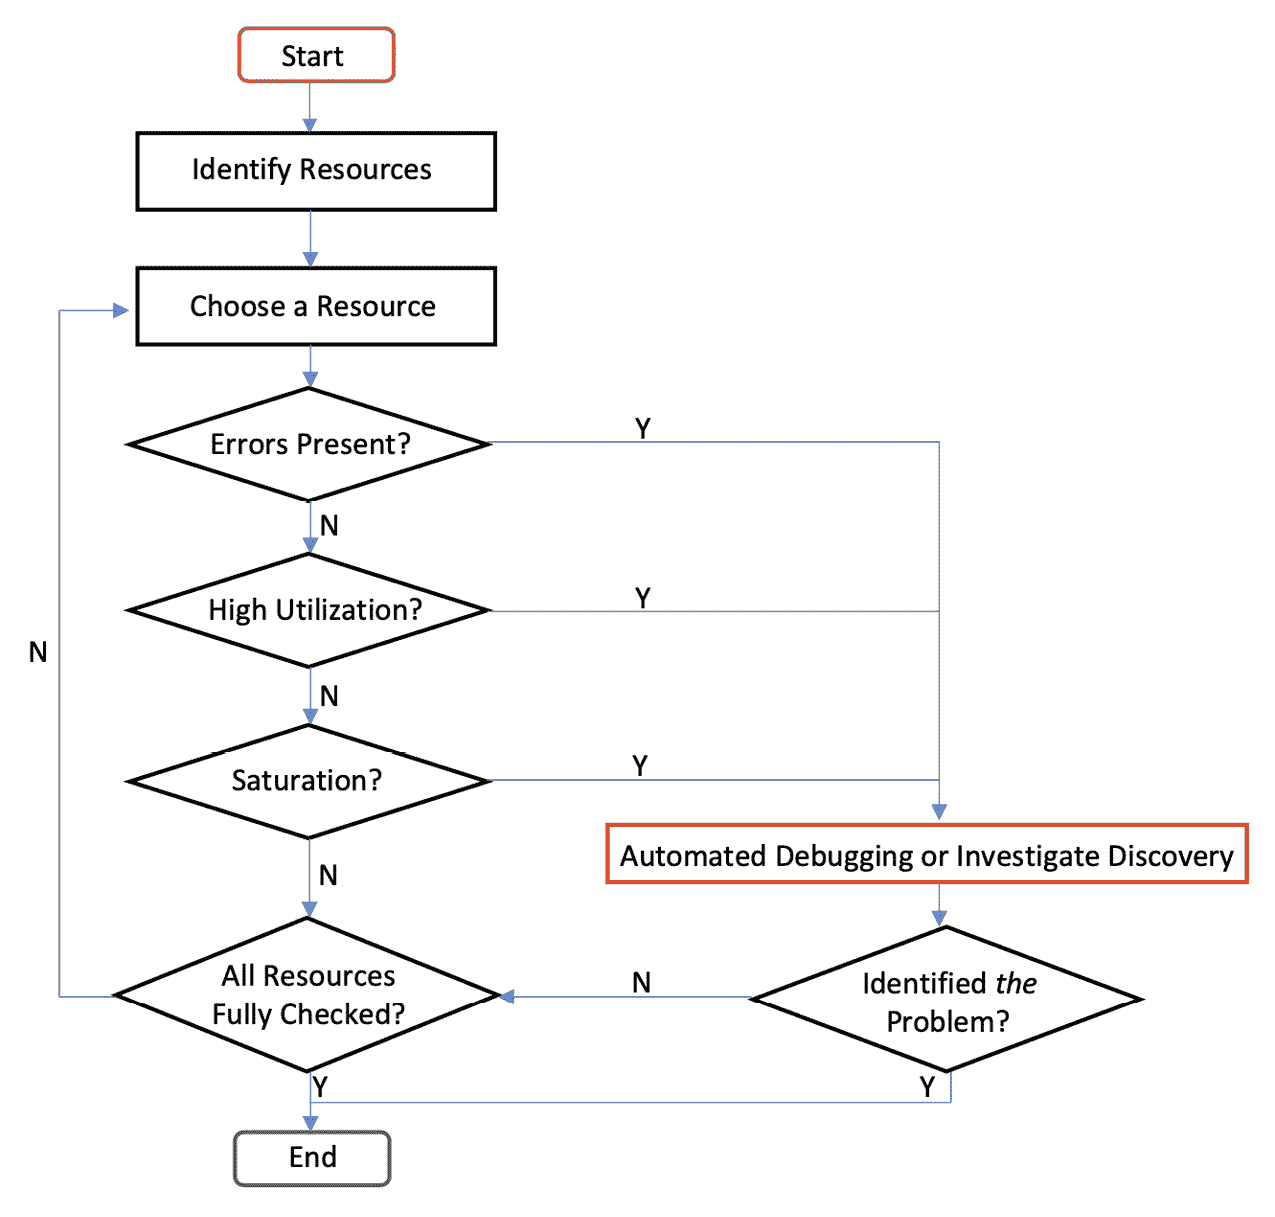 Start
Identify Resources
Choose a Resource
Errors Present?
Y
N
High Utilization?
Y
N
N
Saturation?
Y
Automated Debugging or Investigate Discovery
N
All Resources
Fully Checked?
N
Identified the
Problem?
Y
Y
End